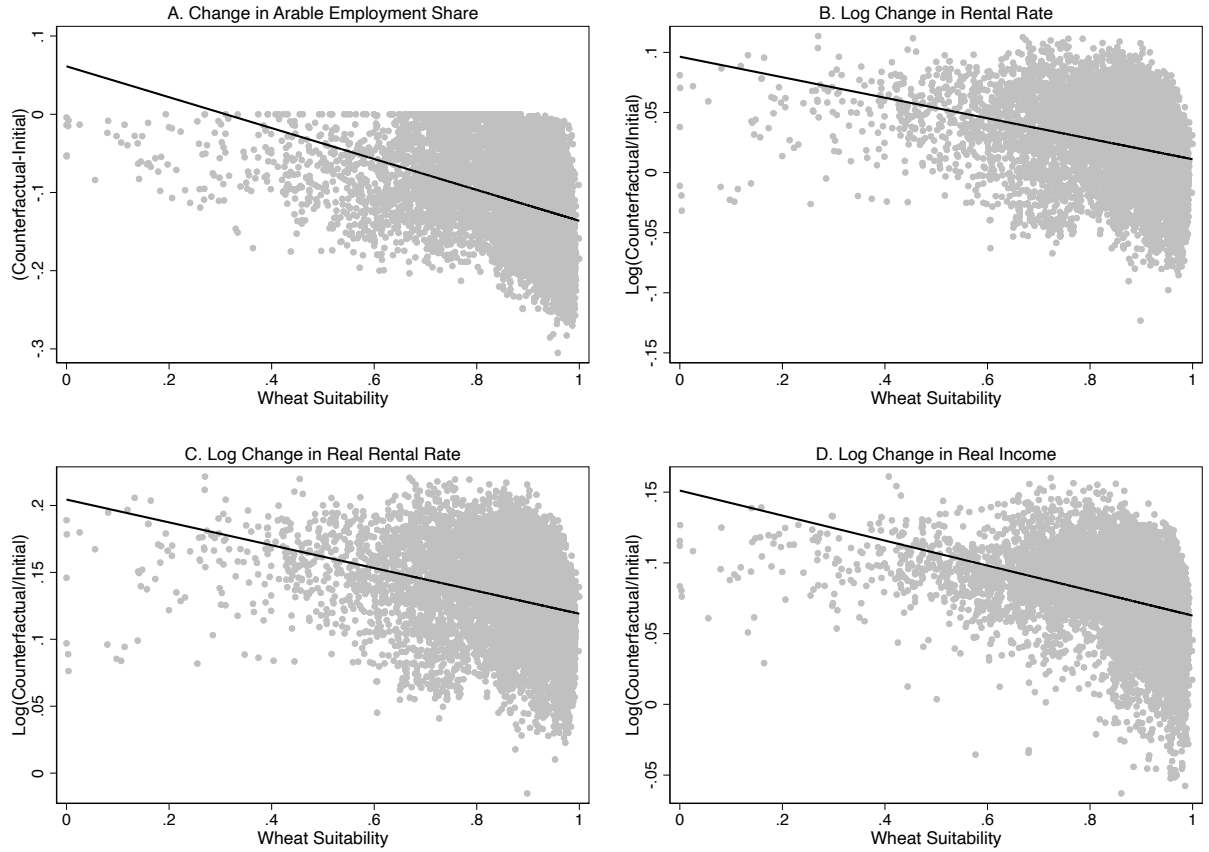 A. Change in Arable Employment Share
(Counterfactual-Initial)
.1
0
-.1
-.2
-.3
0 .2 .4 .6 .8 1
Wheat Suitability
B. Log Change in Rental Rate
Log(Counterfactual/Initial)
.1
.05
0
-.05
-.1
-.15
0 .2 .4 .6 .8 1
Wheat Suitability
C. Log Change in Real Rental Rate
Log(Counterfactual/Initial)
.2
.15
.1
.05
0
0 .2 .4 .6 .8 1
Wheat Suitability
D. Log Change in Real Income
Log(Counterfactual/Initial)
.15
.1
.05
0
-.05
0 .2 .4 .6 .8 1
Wheat Suitability